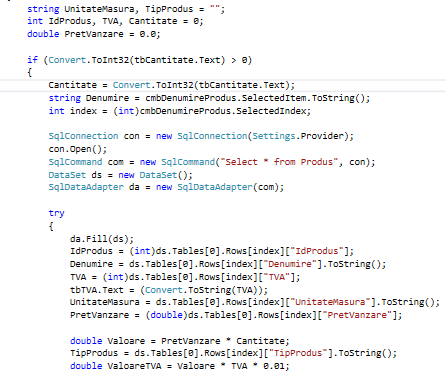 string UnitateMasura, TipProdus = "";
int IdProdus, TVA, Cantitate = 0;
double PretVanzare = 0.0;
if (Convert.ToInt32(tbCantitate.Text) > 0)
{
Cantitate = Convert.ToInt32(tbCantitate.Text);
string Denumire = cmbDenumireProdus.SelectedItem.ToString();
int index = (int)cmbDenumireProdus.SelectedIndex;
SqlConnection con = new SqlConnection(Settings.Provider);
con.Open();
SqlCommand com = new SqlCommand("Select * from Produs", con);
DataSet ds = new DataSet();
SqlDataAdapter da = new SqlDataAdapter(com);
try
{
da.Fill(ds);
IdProdus = (int)ds.Tables[0].Rows[index]["IdProdus"];
Denumire = ds.Tables[0].Rows[index]["Denumire"].ToString();
TVA = (int)ds.Tables[0].Rows[index]["TVA"];
tbTVA.Text = (Convert.ToString(TVA));
UnitateMasura = ds.Tables[0].Rows[index]["UnitateMasura"].ToString();
PretVanzare = (double)ds.Tables[0].Rows[index]["PretVanzare"];
double Valoare = PretVanzare * Cantitate;
TipProdus = ds.Tables[0].Rows[index]["TipProdus"].ToString();
double ValoareTVA = Valoare * TVA * 0.01;